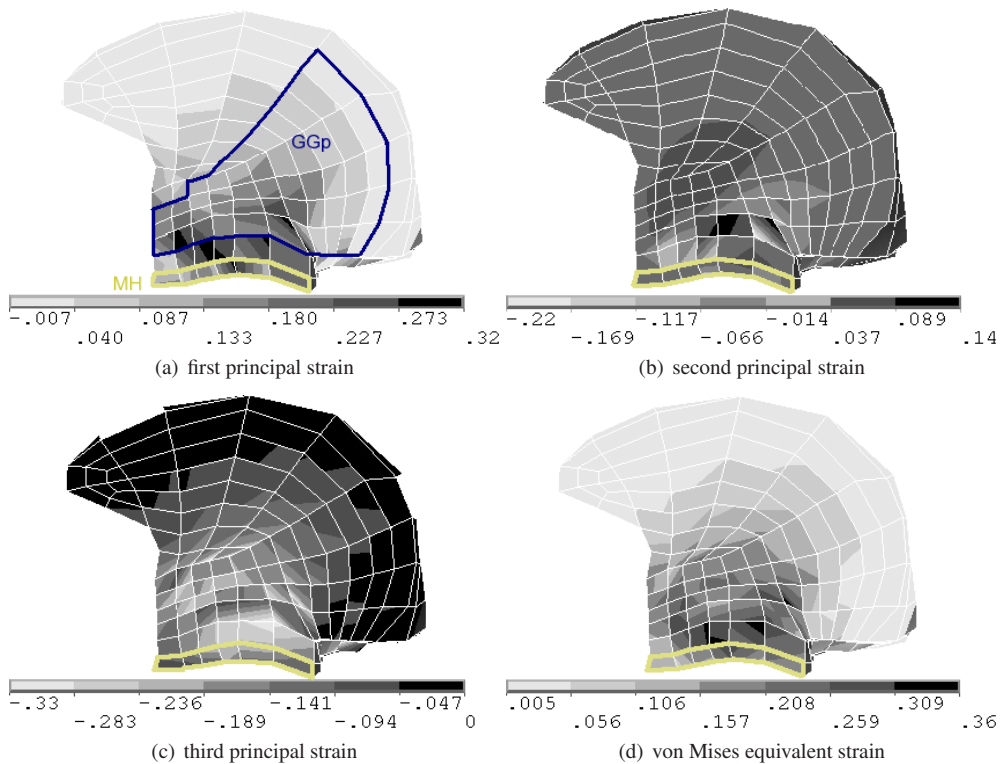 GGp
MH
-.007 .087 .180 .273
.040 .133 .227 .32
(a) first principal strain
-.22 -.117 -.014 .089
-.169 -.066 .037 .14
(b) second principal strain
-.33 -.236 -.141 -.047
-.283 -.189 -.094 0
(c) third principal strain
.005 .106 .208 .309
.056 .157 .259 .36
(d) von Mises equivalent strain